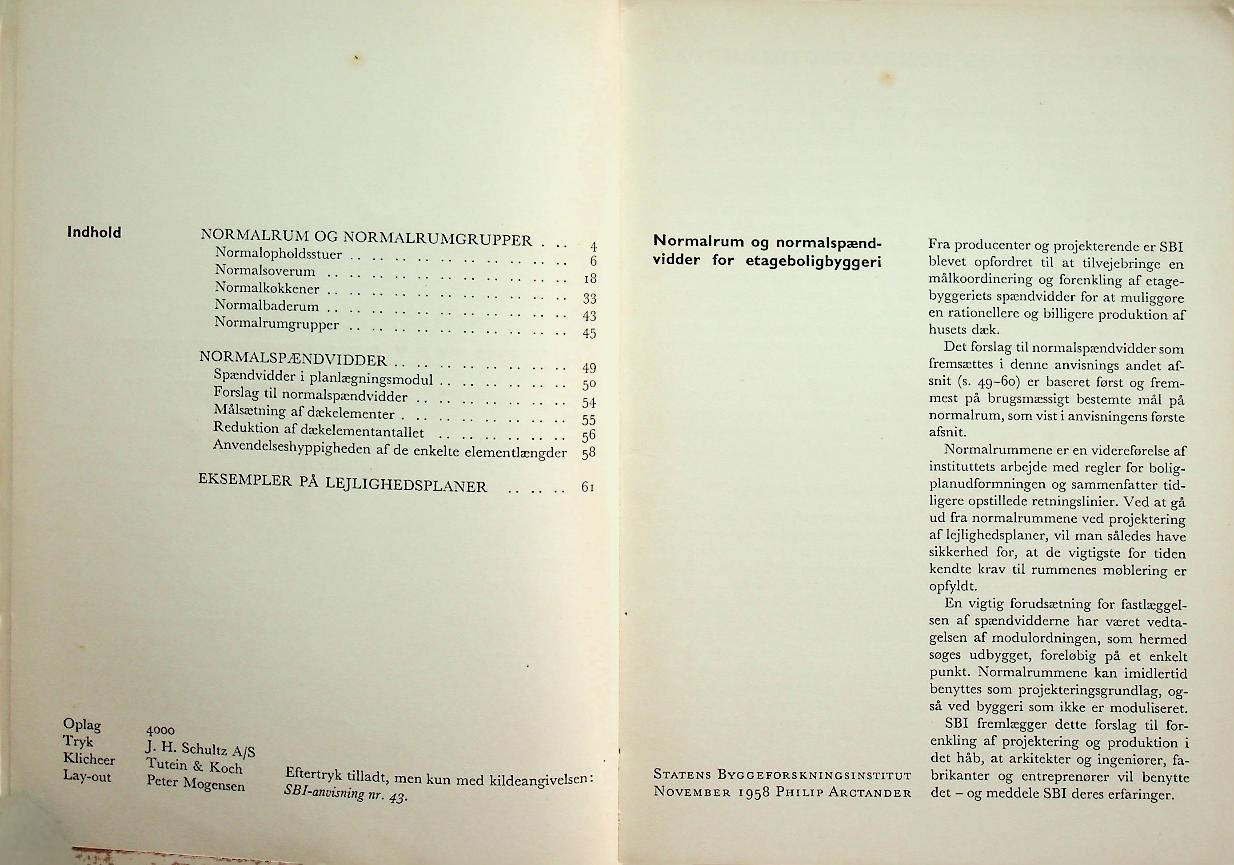 Indhold
NORMALRUM OG NORMALRUMGRUPPER . .. 4
Normalopholdsstuer .. .. .. .. .. .. .. .. .. .. .. .. 6
Normalsoverum .. .. .. .. .. .. .. .. .. .. .. .. .. 18
Normalkøkkener .. .. .. .. .. .. .. .. .. .. .. .. .. 33
Normalbaderum .. .. .. .. .. .. .. .. .. .. .. .. .. 43
Normalrumgrupper .. .. .. .. .. .. .. .. .. .. .. .. 45
NORMALSPÆNDVIDDER .. .. .. .. .. .. .. .. .. 49
Spændvidder i planlægningsmodul .. .. .. .. .. .. 50
Forslag til normalspændvidder .. .. .. .. .. .. .. 54
Målsætning af dækelementer . .. .. .. .. .. .. .. 55
Reduktion af dækelementantallet .. .. .. .. .. .. 56
Anvendelseshyppigheden af de enkelte elementlængder 58
EKSEMPLER PÅ LEJLIGHEDSPLANER .. .. .. 61
Oplag 4000
Tryk J. H. Schultz A/S
Klicheer Tutein & Koch
Lay-out Peter Mogensen
Eftertryk tilladt, men kun med kildeangivelsen:
SBI-anvisning nr. 43.
Normalrum og normalspænd-
vidder for etageboligbyggeri
STATENS BYGGEFORSKNINGSINSTITUT
NOVEMBER 1958 PHILIP ARCTANDER
Fra producenter og projekterende er SBI
blevet opfordret til at tilvejebringe en
målkoordinering og forenkling af etage-
byggeriets spændvidder for at muliggøre
en rationellere og billigere produktion af
husets dæk.
Det forslag til normalspændvidder som
fremsættes i denne anvisnings andet af-
snit (s. 49-60) er baseret først og frem-
mest på brugsmæssigt bestemte mål på
normalrum, som vist i anvisningens første
afsnit.
Normalrummene er en videreførelse af
instituttets arbejde med regler for bolig-
planudformningen og sammenfatter tid-
ligere opstillede retningslinier. Ved at gå
ud fra normalrummene ved projektering
af lejlighedsplaner, vil man således have
sikkerhed for, at de vigtigste for tiden
kendte krav til rummenes møblering er
opfyldt.
En vigtig forudsætning for fastlæggel-
sen af spændvidderne har været vedta-
gelsen af modulordningen, som hermed
søges udbygget, foreløbig på et enkelt
punkt. Normalrummene kan imidlertid
benyttes som projekteringsgrundlag, og-
så ved byggeri som ikke er moduliseret.
SBI fremlægger dette forslag til for-
enkling af projektering og produktion i
det håb, at arkitekter og ingeniører, fa-
brikanter og entreprenører vil benytte
det – og meddele SBI deres erfaringer.